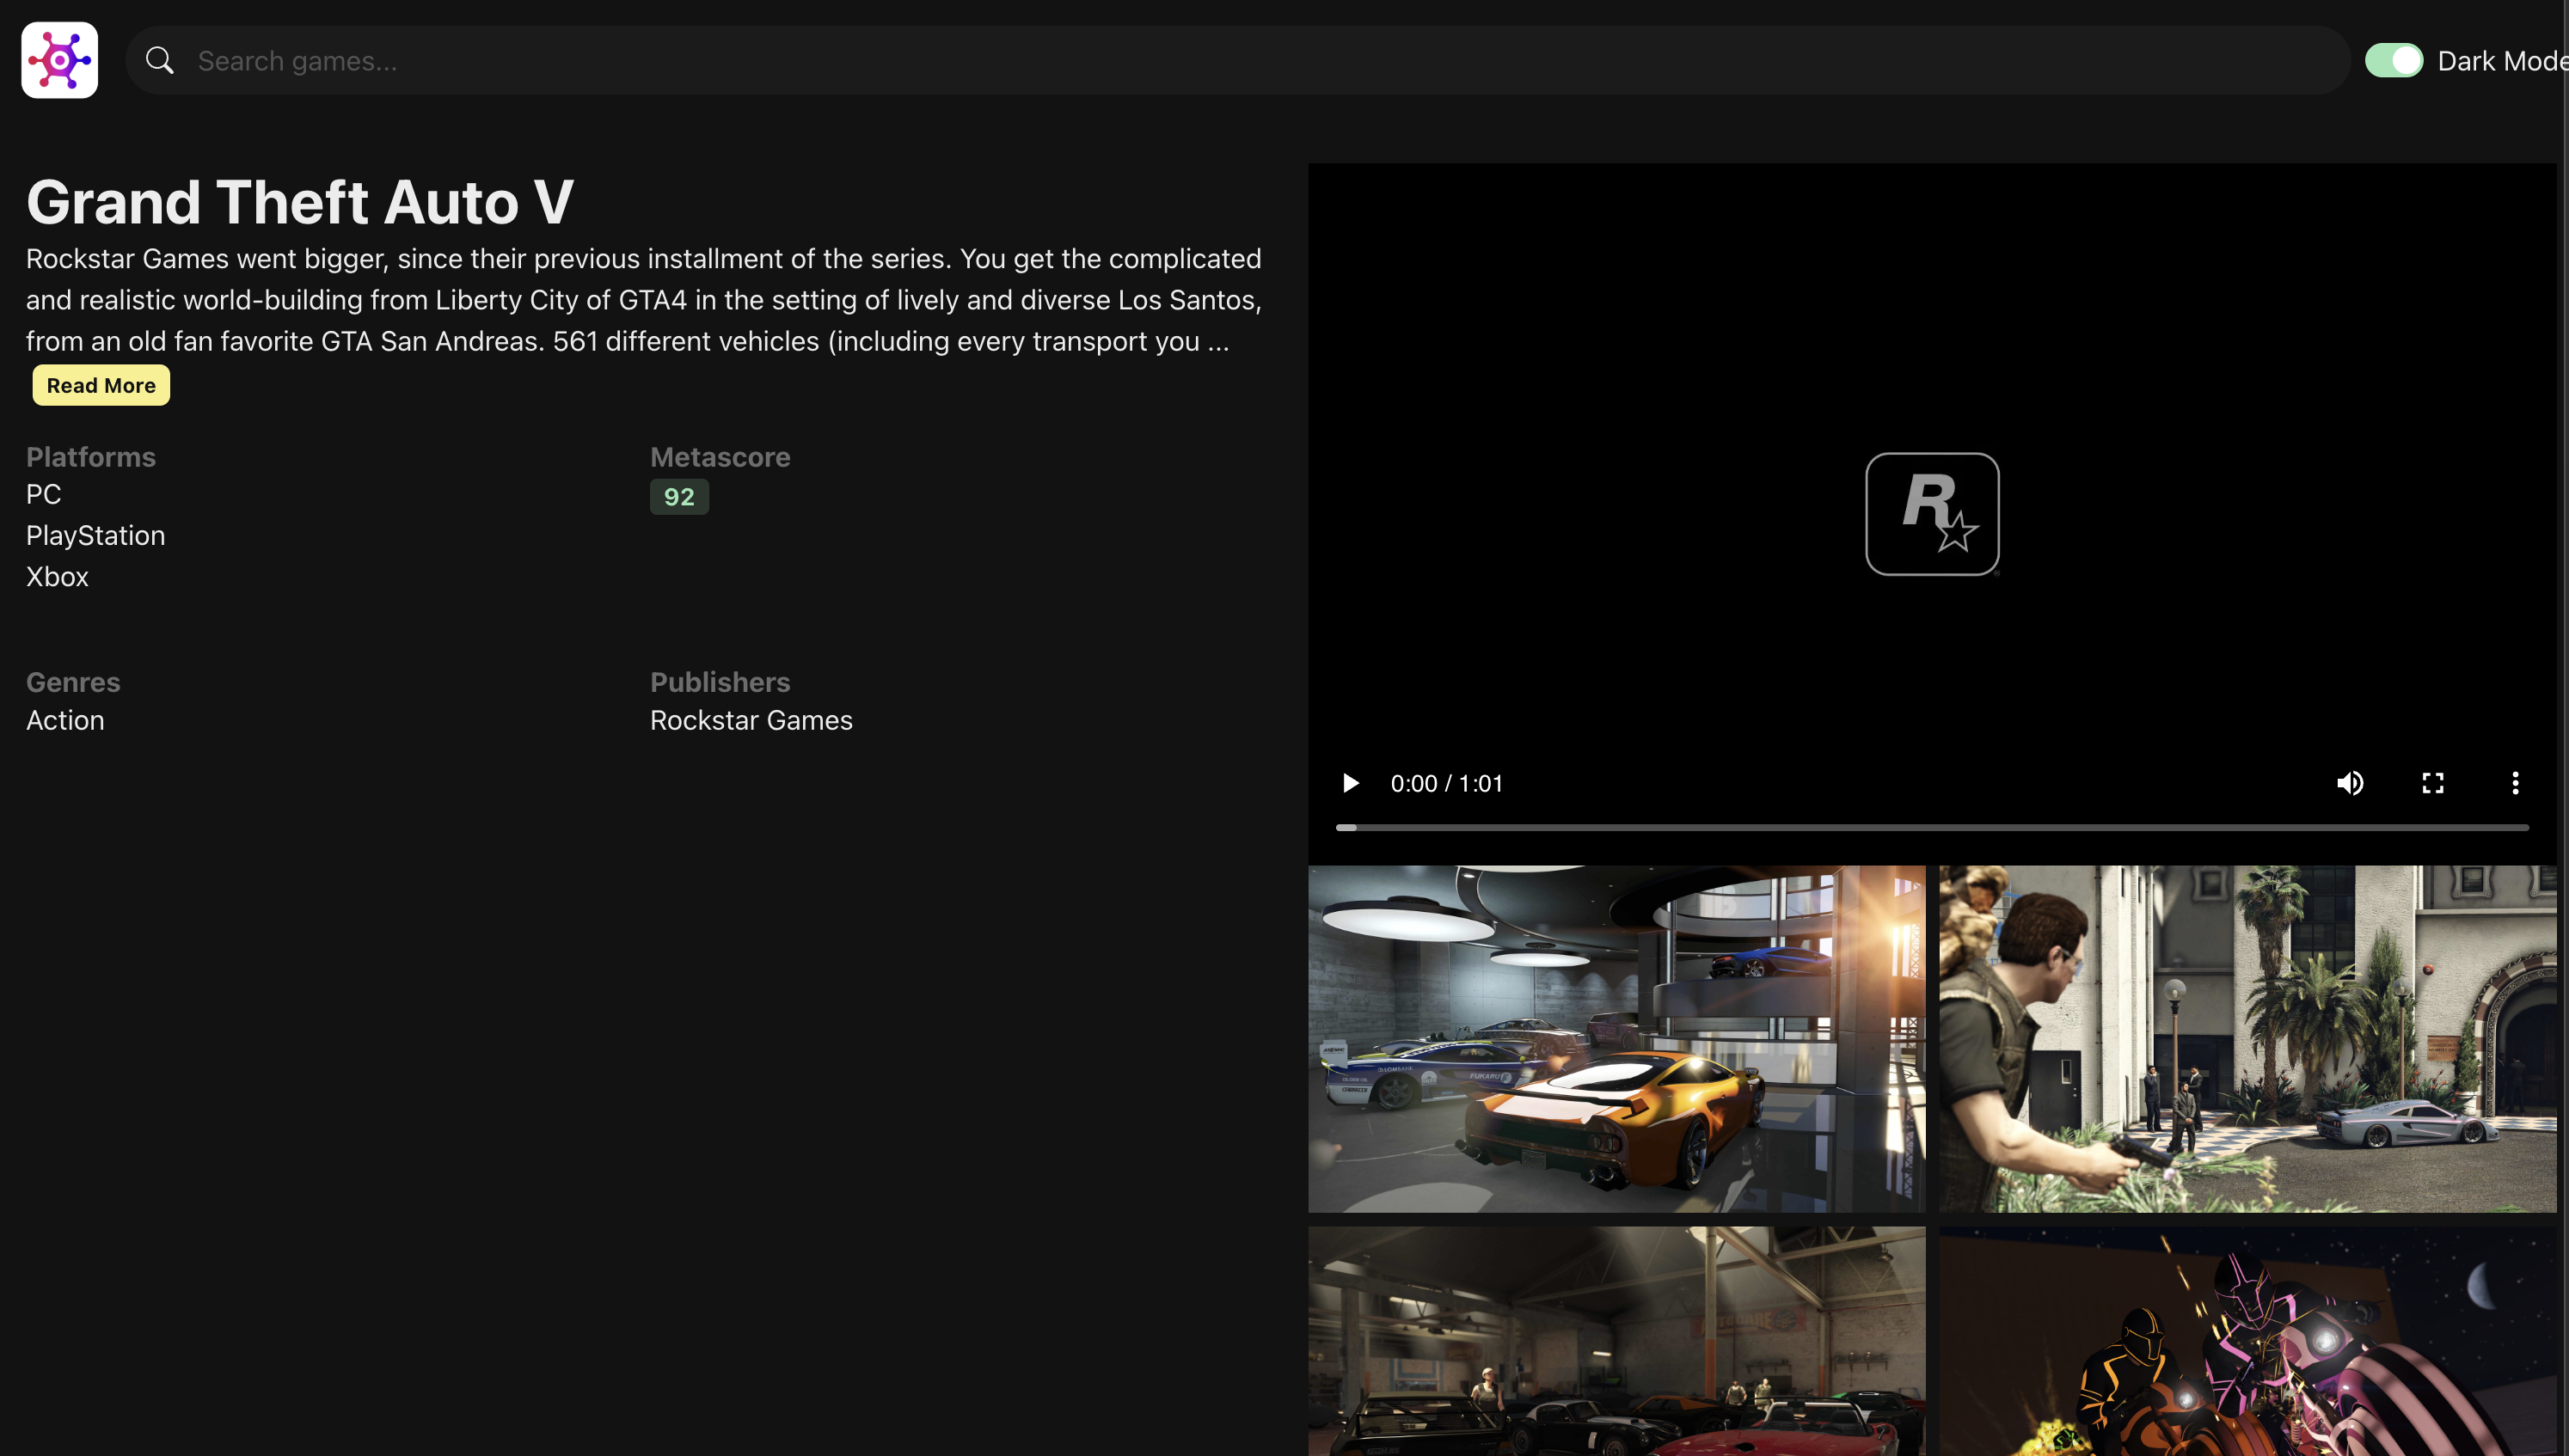 Search games...
Dark Mode
Grand Theft Auto V
Rockstar Games went bigger, since their previous installment of the series. You get the complicated
and realistic world-building from Liberty City of GTA4 in the setting of lively and diverse Los Santos,
from an old fan favorite GTA San Andreas. 561 different vehicles (including every transport you ...
Read More
Platforms
PC
PlayStation
Xbox
Metascore
92
Genres
Action
Publishers
Rockstar Games
R
0:00 / 1:01
FUKARU